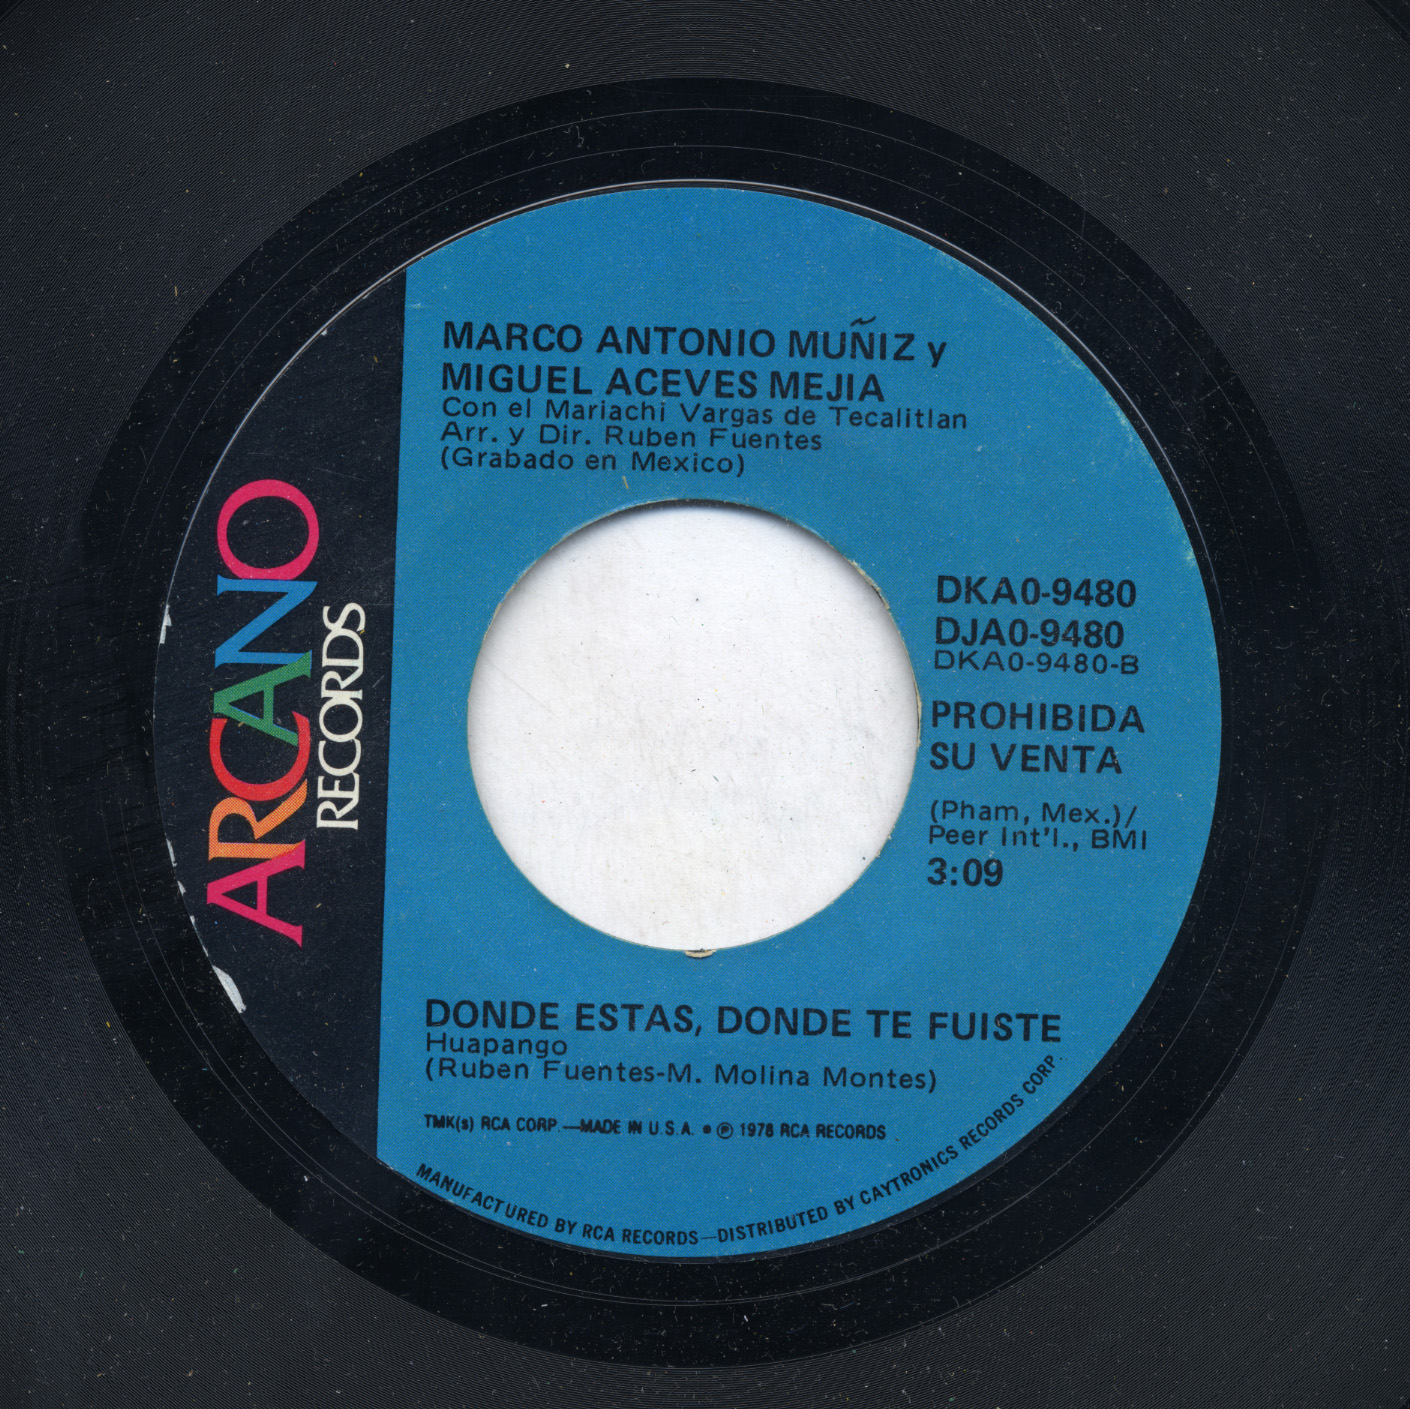 MARCO ANTONIO MUÑIZ y
MIGUEL ACEVES MEJIA
Con el Mariachi Vargas de Tecalitlan
Arr. y Dir. Ruben Fuentes
(Grabado en Mexico)
ARCANO
RECORDS
DKA0-9480
DJA0-9480
DKA0-9480-B
PROHIBIDA
SU VENTA
(Pham, Mex.)/
Peer Int'l., BMI
3:09
DONDE ESTAS, DONDE TE FUISTE
Huapango
(Ruben Fuentes-M. Molina Montes)
TMK(s) RCA CORP.—MADE IN U.S.A. • ℗ 1978 RCA RECORDS
MANUFACTURED BY RCA RECORDS—DISTRIBUTED BY CAYTRONICS RECORDS CORP.